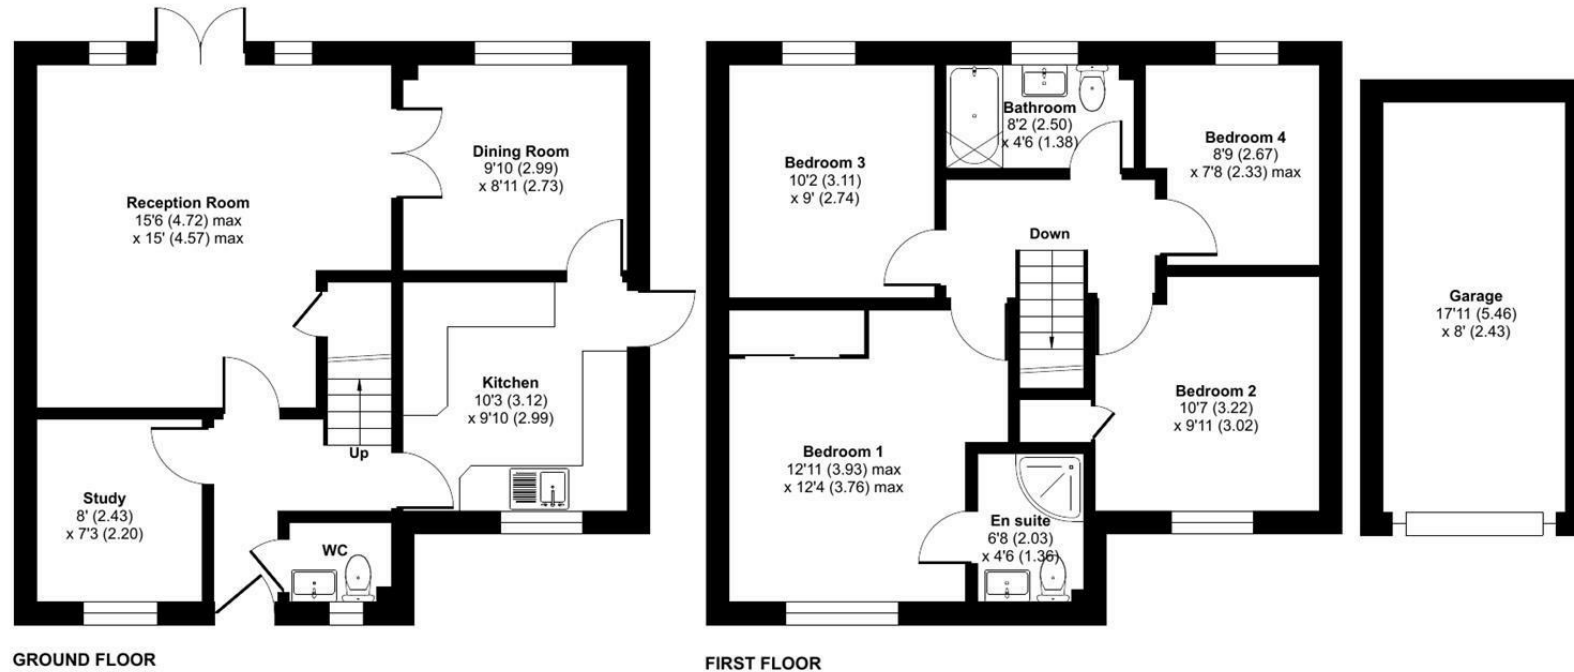 Reception Room
15'6 (4.72) max
x 15' (4.57) max
Dining Room
9'10 (2.99)
x 8'11 (2.73)
Kitchen
10'3 (3.12)
x 9'10 (2.99)
Up
Study
8' (2.43)
x 7'3 (2.20)
WC
GROUND FLOOR
Bedroom 3
10'2 (3.11)
x 9' (2.74)
Bathroom
8'2 (2.50)
x 4'6 (1.38)
Bedroom 4
8'9 (2.67)
x 7'8 (2.33) max
Down
Bedroom 1
12'11 (3.93) max
x 12'4 (3.76) max
Bedroom 2
10'7 (3.22)
x 9'11 (3.02)
En suite
6'8 (2.03)
x 4'6 (1.36)
FIRST FLOOR
Garage
17'11 (5.46)
x 8' (2.43)